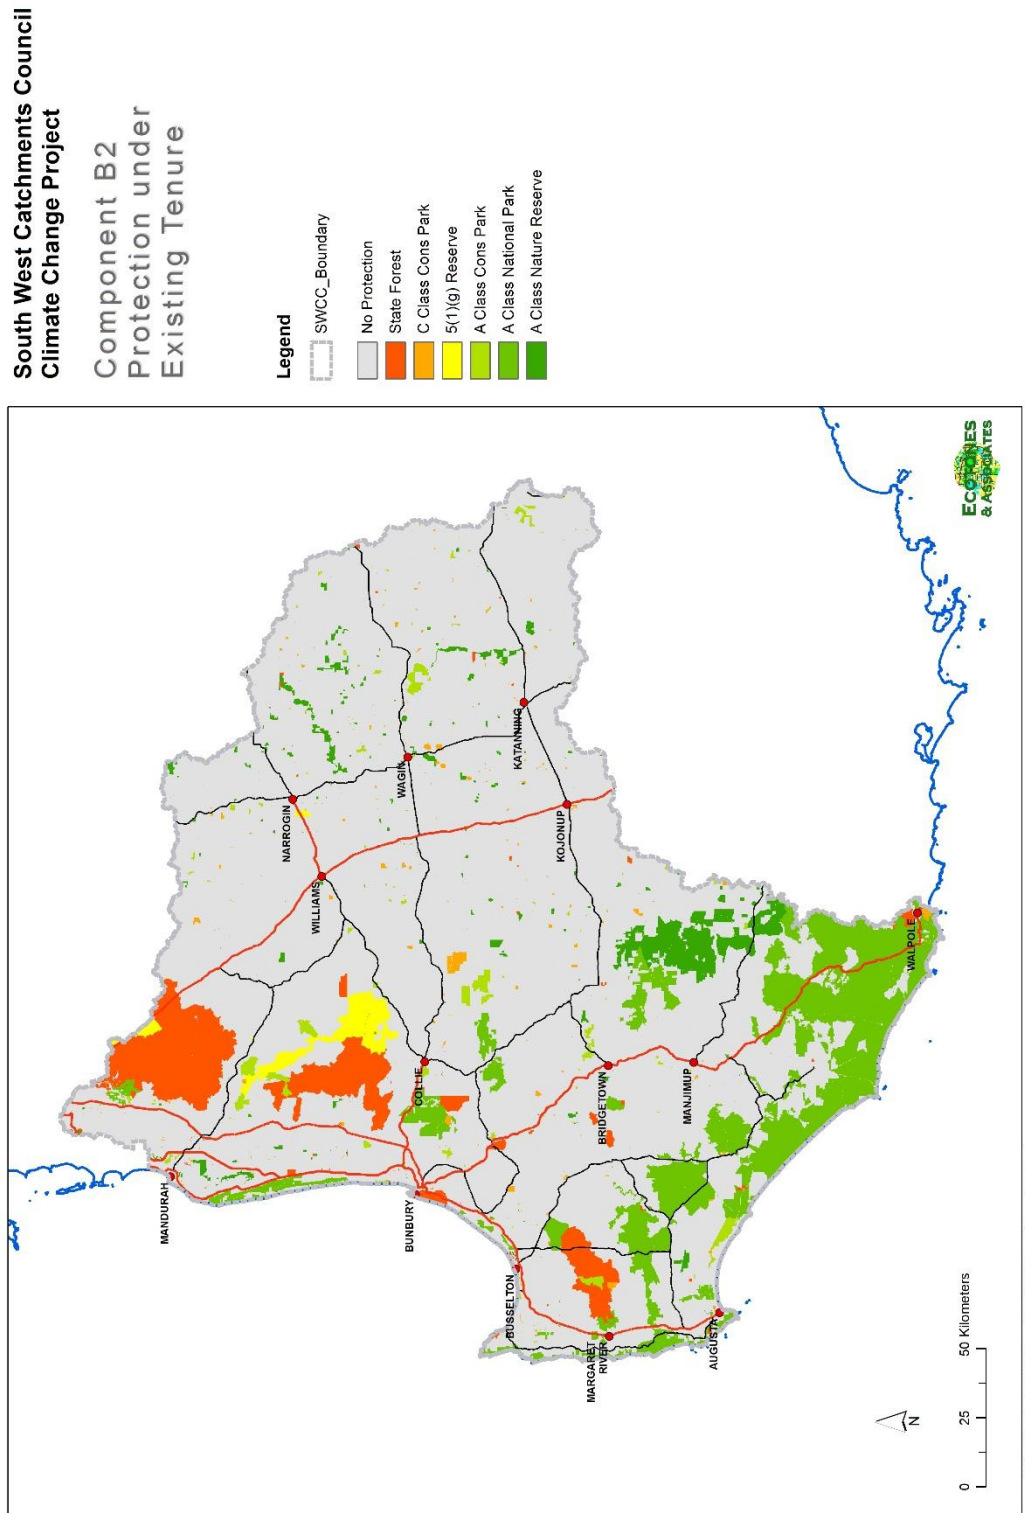 South West Catchments Council
Climate Change Project
Component B2
Protection under
Existing Tenure
Legend
SWCC_Boundary
No Protection
State Forest
C Class Cons Park
5(1)(g) Reserve
A Class Cons Park
A Class National Park
A Class Nature Reserve
MANDURAH
NARROGIN
WILLIAMS
WAGIN
COLLIE
BUNBURY
KATANNING
KOJONUP
BUSSELTON
BRIDGETOWN
MARGARET
RIVER
MANJIMUP
AUGUSTA
WALPOLE
N
0 25 50 Kilometers
ECOTONES
& ASSOCIATES